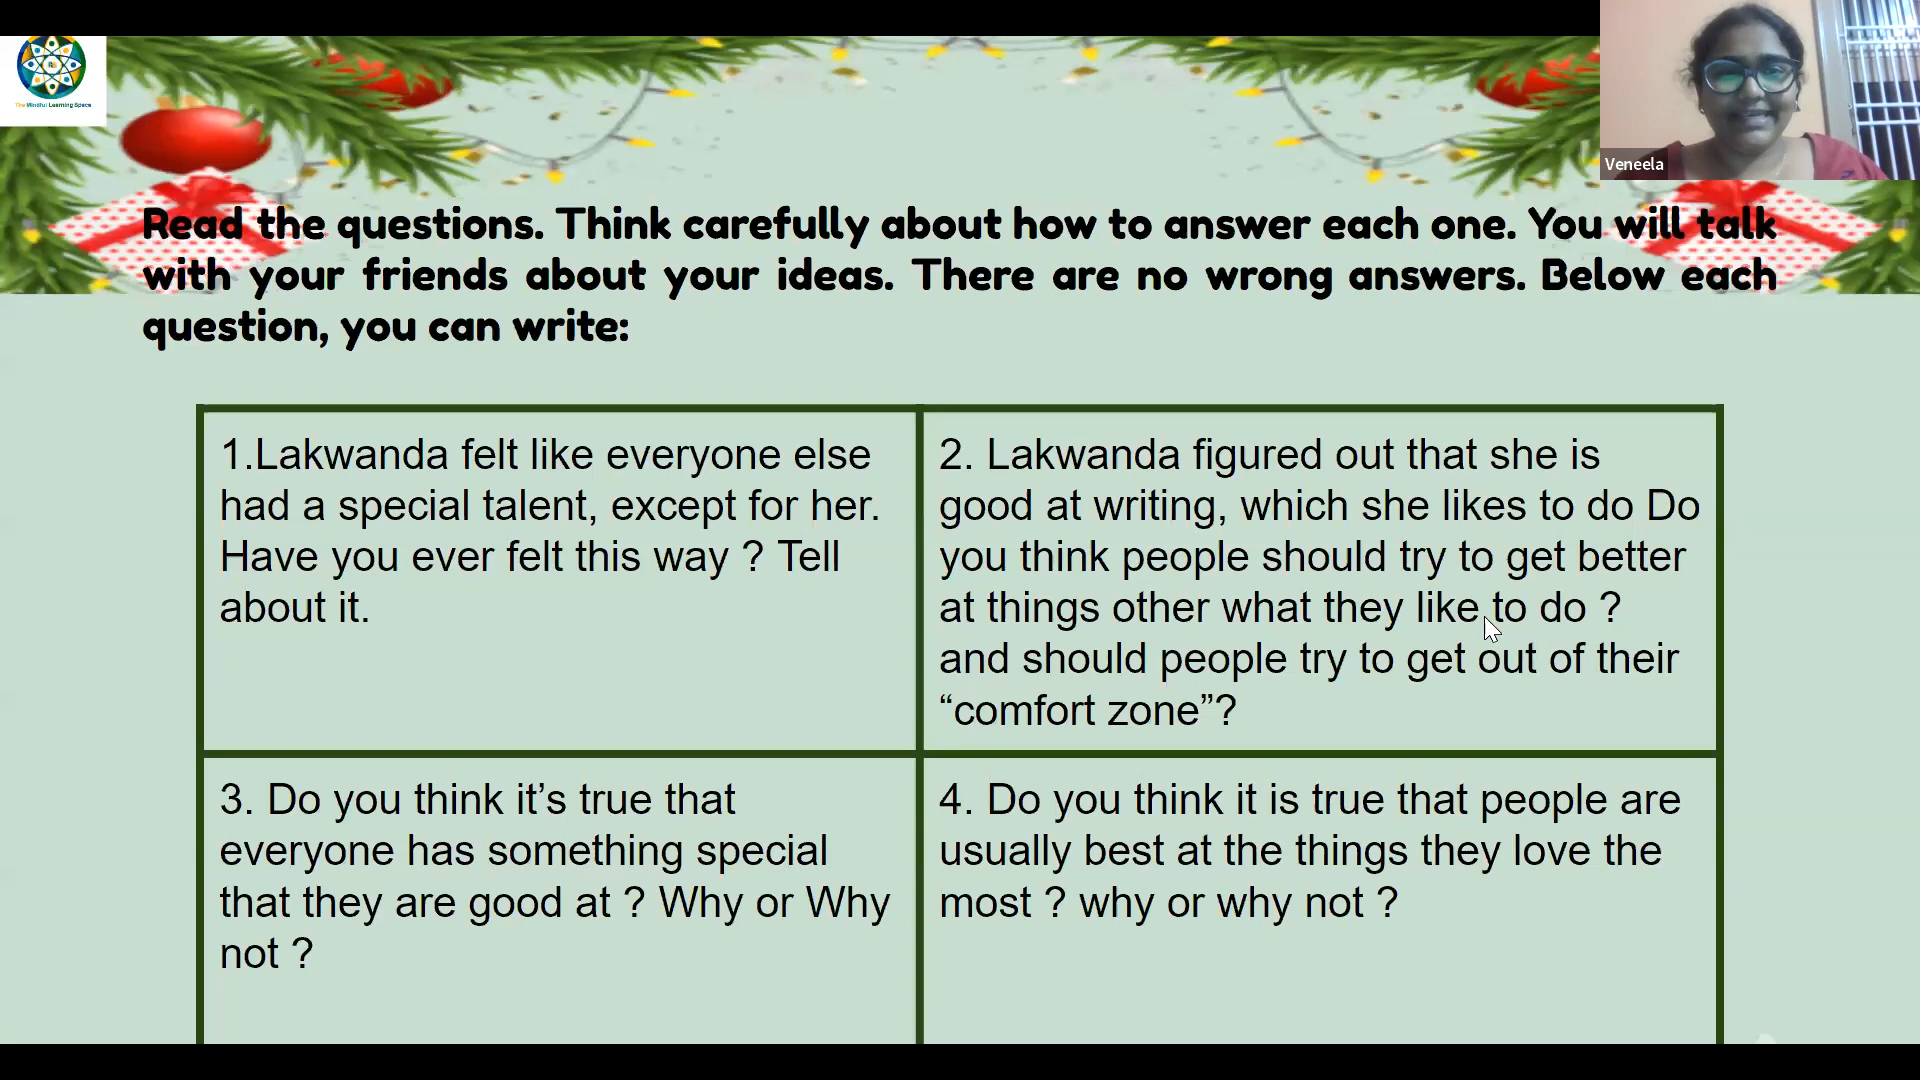 The Mindful Learning Space
Veneela
Read the questions. Think carefully about how to answer each one. You will talk
with your friends about your ideas. There are no wrong answers. Below each
question, you can write:
1.Lakwanda felt like everyone else
had a special talent, except for her.
Have you ever felt this way ? Tell
about it.
2. Lakwanda figured out that she is
good at writing, which she likes to do Do
you think people should try to get better
at things other what they like to do ?
and should people try to get out of their
“comfort zone”?
3. Do you think it’s true that
everyone has something special
that they are good at ? Why or Why
not ?
4. Do you think it is true that people are
usually best at the things they love the
most ? why or why not ?